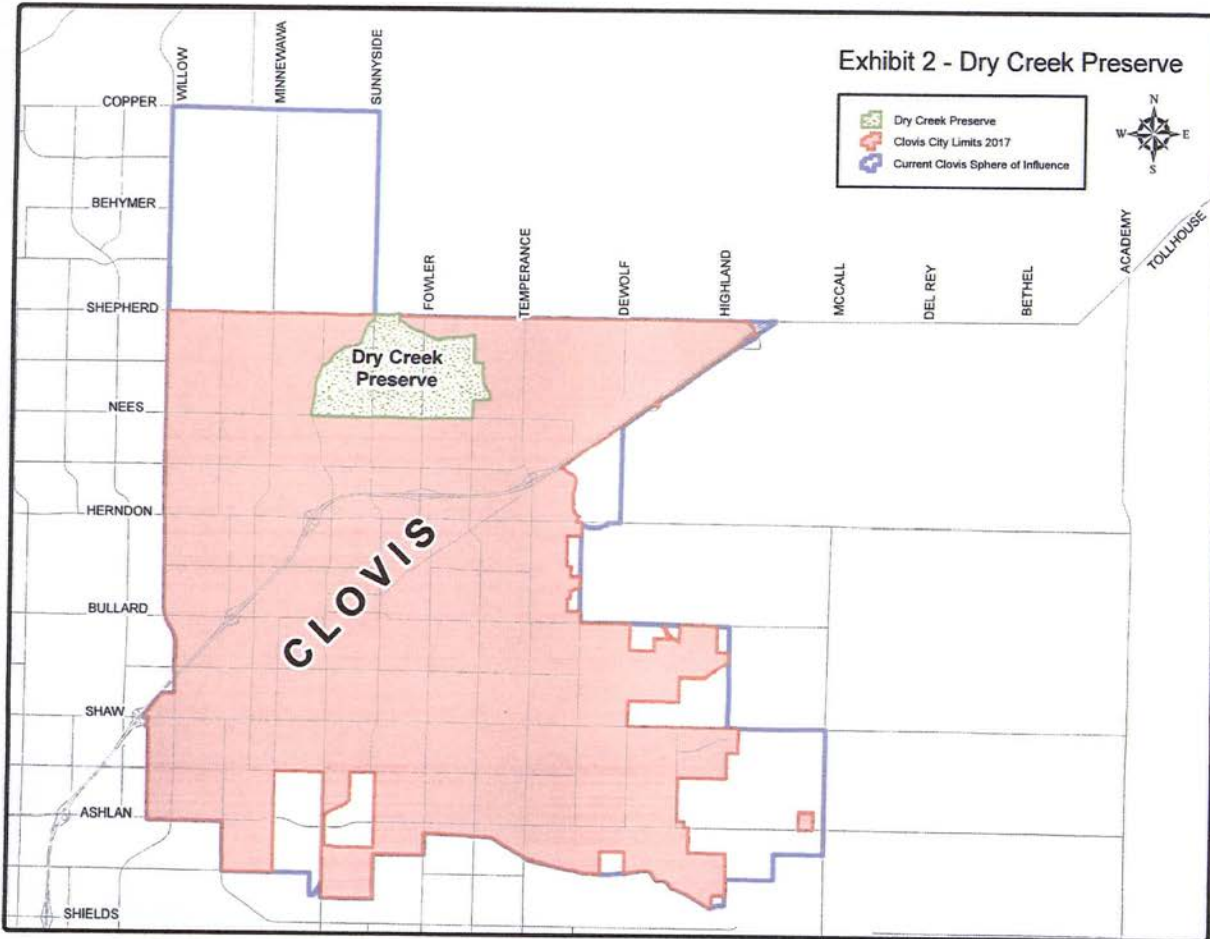 Exhibit 2 - Dry Creek Preserve
Dry Creek Preserve
Clovis City Limits 2017
Current Clovis Sphere of Influence
N
W
E
S
WILLOW
MINNEWAWA
SUNNYSIDE
COPPER
BEHYMER
SHEPHERD
FOWLER
TEMPERANCE
DEWOLF
HIGHLAND
MCCALL
DEL REY
BETHEL
ACADEMY
TOLLHOUSE
Dry Creek
Preserve
NEES
HERNDON
CLOVIS
BULLARD
SHAW
ASHLAN
SHIELDS